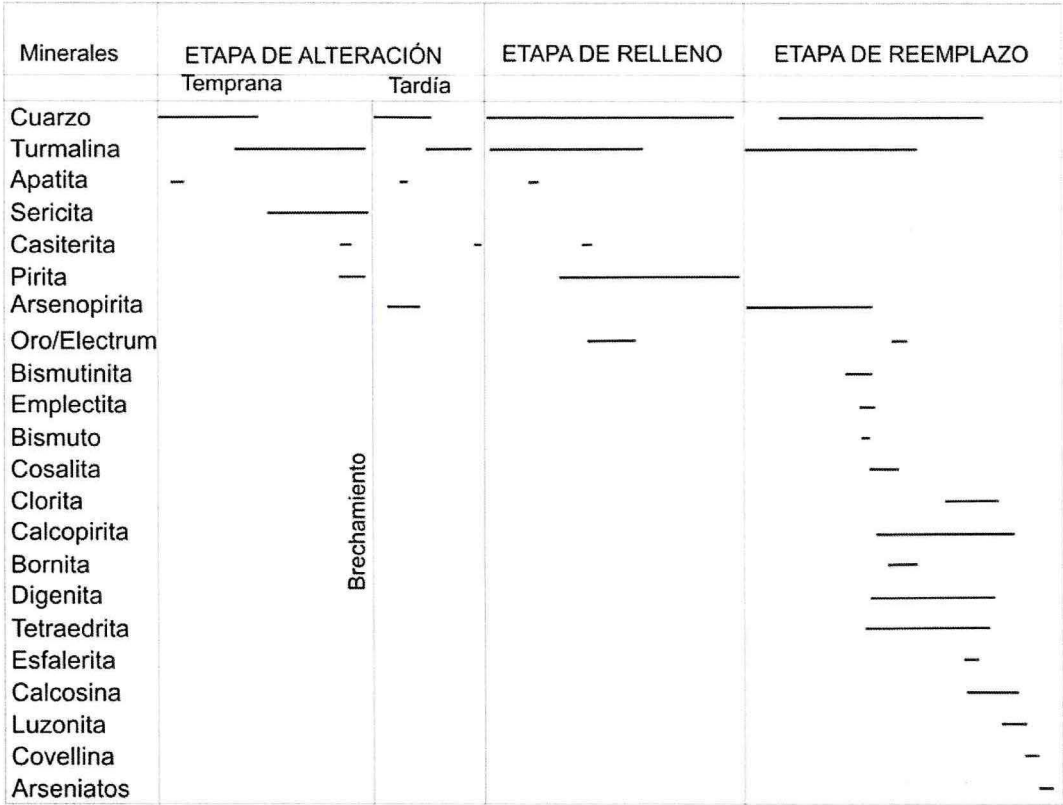 Minerales
ETAPA DE ALTERACIÓN
ETAPA DE RELLENO
ETAPA DE REEMPLAZO
Temprana
Tardía
Cuarzo
Turmalina
Apatita
Sericita
Casiterita
Pirita
Arsenopirita
Oro/Electrum
Bismutinita
Emplectita
Bismuto
Cosalita
Clorita
Calcopirita
Bornita
Digenita
Tetraedrita
Esfalerita
Calcosina
Luzonita
Covellina
Arseniatos
Brechamiento